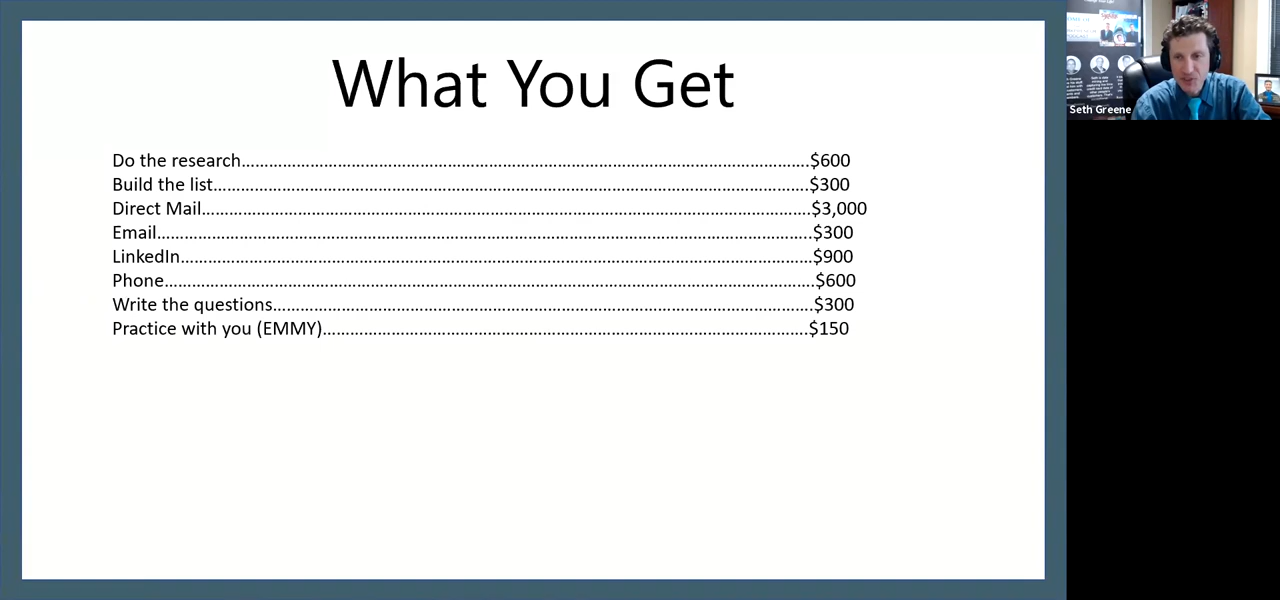 What You Get
Do the research........................................................................$600
Build the list........................................................................$300
Direct Mail........................................................................$3,000
Email........................................................................$300
LinkedIn........................................................................$900
Phone........................................................................$600
Write the questions........................................................................$300
Practice with you (EMMY)........................................................................$150
Seth Greene